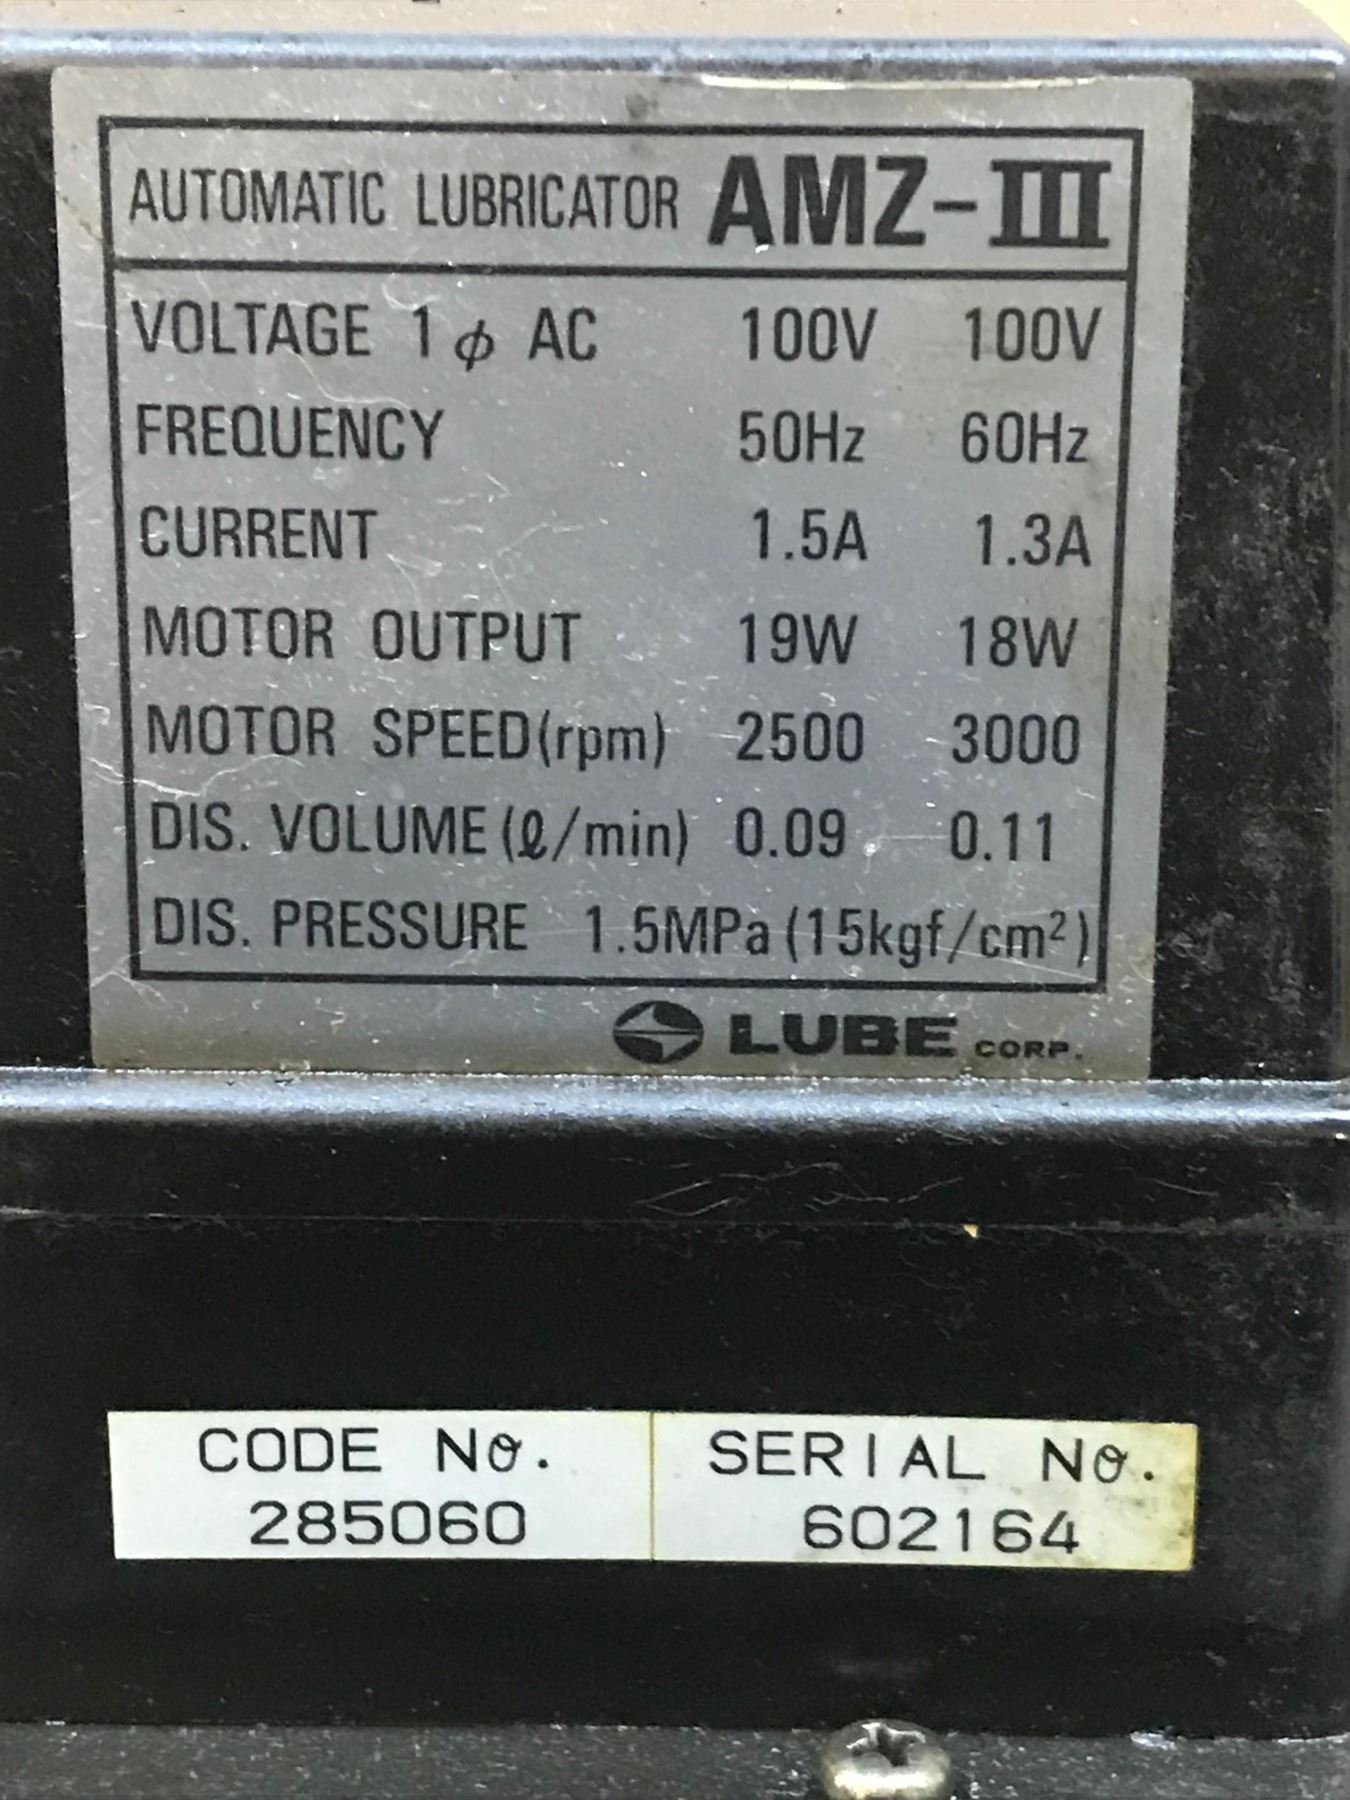 AUTOMATIC LUBRICATOR AMZ-III
VOLTAGE 1φ AC 100V 100V
FREQUENCY 50Hz 60Hz
CURRENT 1.5A 1.3A
MOTOR OUTPUT 19W 18W
MOTOR SPEED(rpm) 2500 3000
DIS. VOLUME(ℓ/min) 0.09 0.11
DIS. PRESSURE 1.5MPa(15kgf/cm²)
LUBE CORP.
CODE No. SERIAL No.
285060 602164